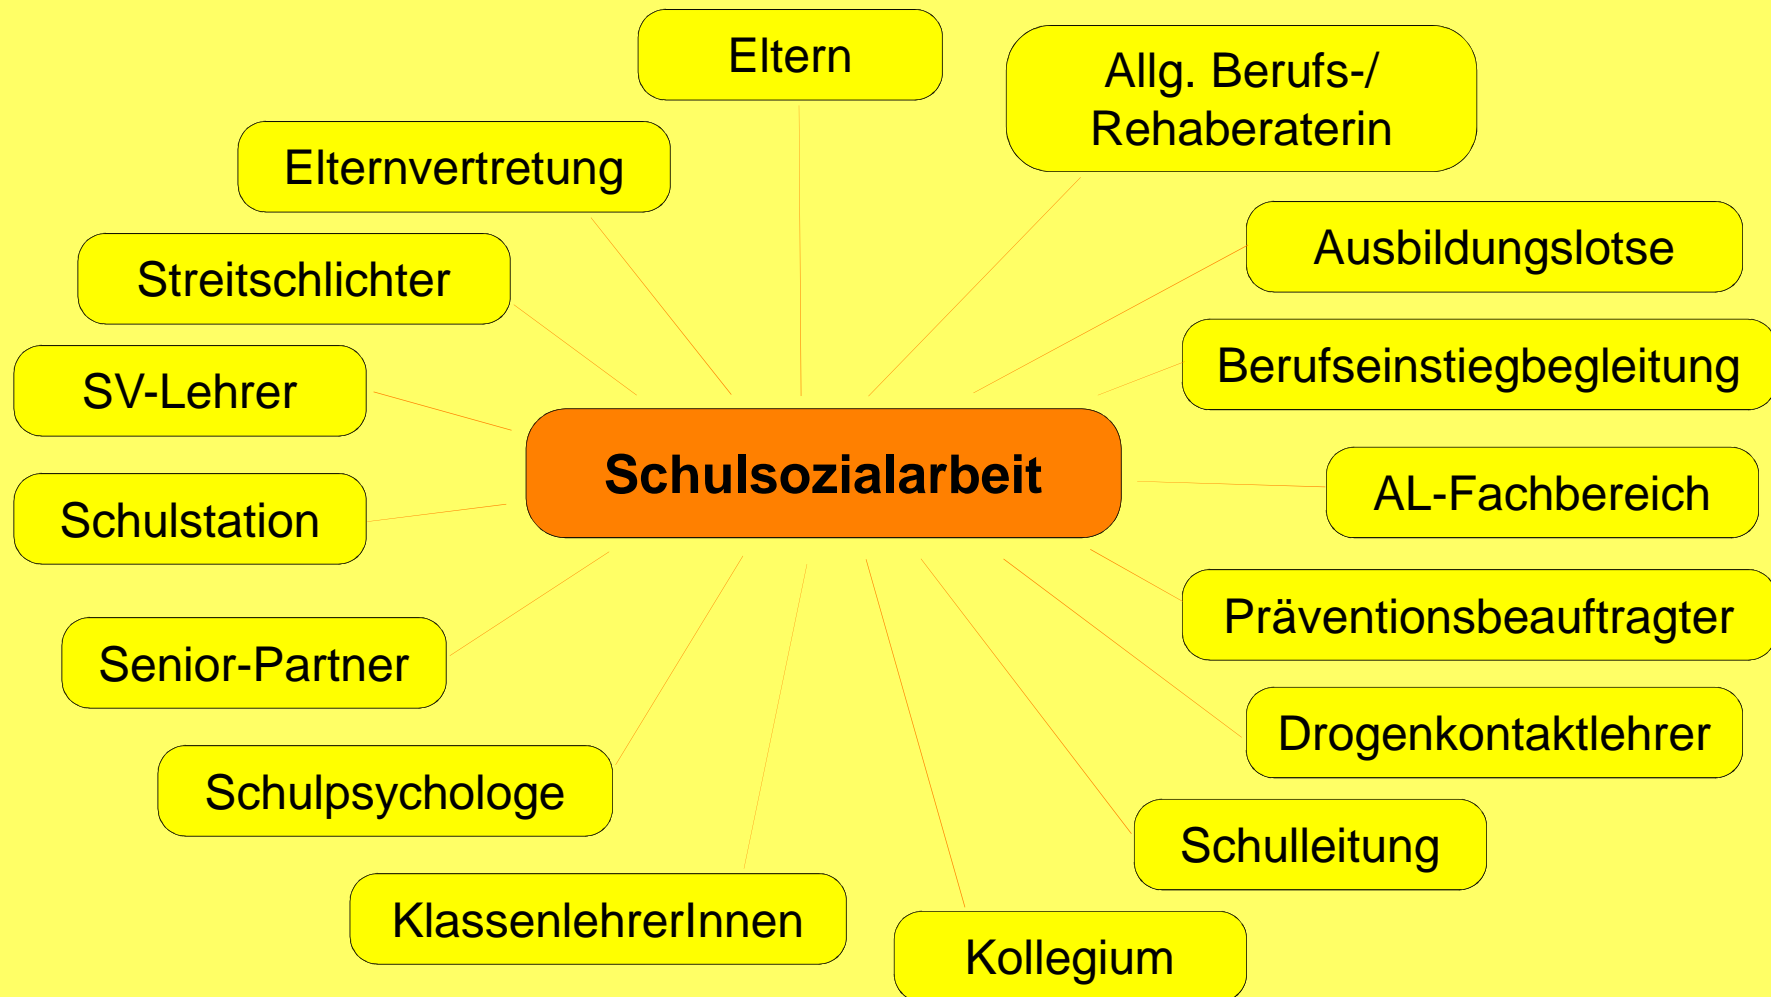 Eltern
Allg. Berufs-/
Rehaberaterin
Elternvertretung
Ausbildungslotse
Streitschlichter
Berufseinstiegbegleitung
SV-Lehrer
Schulsozialarbeit
AL-Fachbereich
Schulstation
Präventionsbeauftragter
Senior-Partner
Drogenkontaktlehrer
Schulpsychologe
Schulleitung
KlassenlehrerInnen
Kollegium